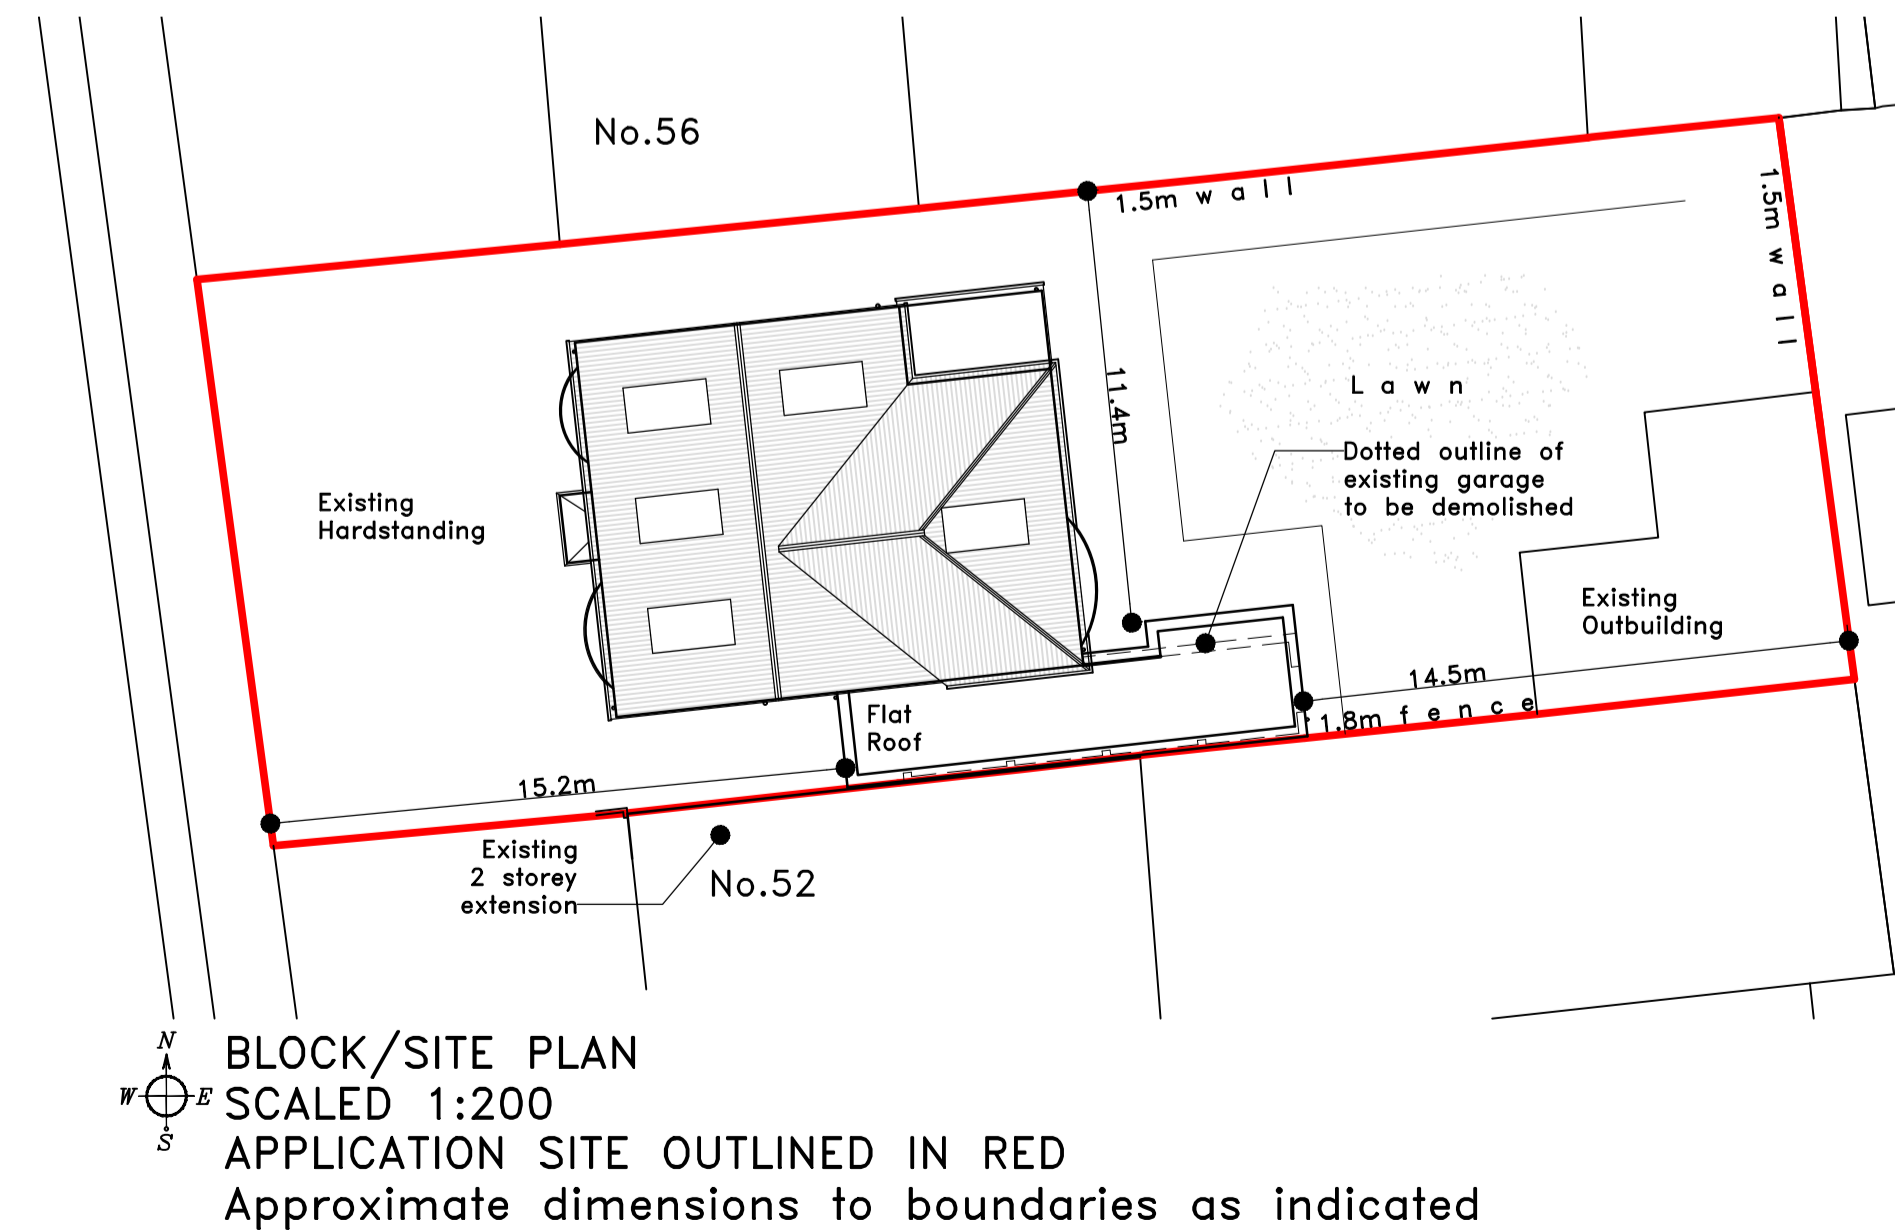 No.56
1.5m wall
1.5m wall
11.4m
Lawn
Dotted outline of
existing garage
to be demolished
Existing
Hardstanding
Existing
Outbuilding
14.5m
1.8m fence
Flat
Roof
15.2m
Existing
2 storey
extension
No.52
N
W E
S
BLOCK/SITE PLAN
SCALED 1:200
APPLICATION SITE OUTLINED IN RED
Approximate dimensions to boundaries as indicated